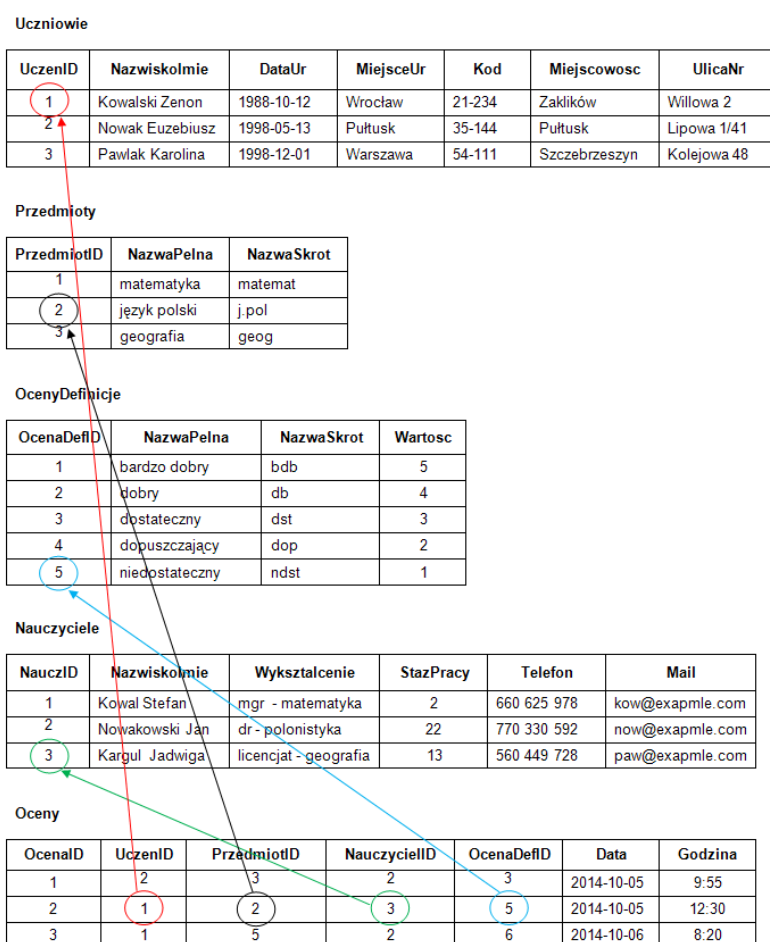 Uczniowie
UczenID NazwiskoImie DataUr MiejsceUr Kod Miejscowosc UlicaNr
1 Kowalski Zenon 1988-10-12 Wrocław 21-234 Zaklików Willowa 2
2 Nowak Euzebiusz 1998-05-13 Pułtusk 35-144 Pułtusk Lipowa 1/41
3 Pawlak Karolina 1998-12-01 Warszawa 54-111 Szczebrzeszyn Kolejowa 48
Przedmioty
PrzedmiotID NazwaPelna NazwaSkrot
1 matematyka matemat
2 język polski j.pol
3 geografia geog
OcenyDefinicje
OcenaDefID NazwaPelna NazwaSkrot Wartosc
1 bardzo dobry bdb 5
2 dobry db 4
3 dostateczny dst 3
4 dopuszczający dop 2
5 niedostateczny ndst 1
Nauczyciele
NauczID NazwiskoImie Wyksztalcenie StazPracy Telefon Mail
1 Kowal Stefan mgr - matematyka 2 660 625 978 kow@exapmle.com
2 Nowakowski Jan dr - polonistyka 22 770 330 592 now@exapmle.com
3 Kargul Jadwiga licencjat - geografia 13 560 449 728 paw@exapmle.com
Oceny
OcenaID UczenID PrzedmiotID NauczycielID OcenaDefID Data Godzina
1 2 3 2 3 2014-10-05 9:55
2 1 2 3 5 2014-10-05 12:30
3 1 5 2 6 2014-10-06 8:20